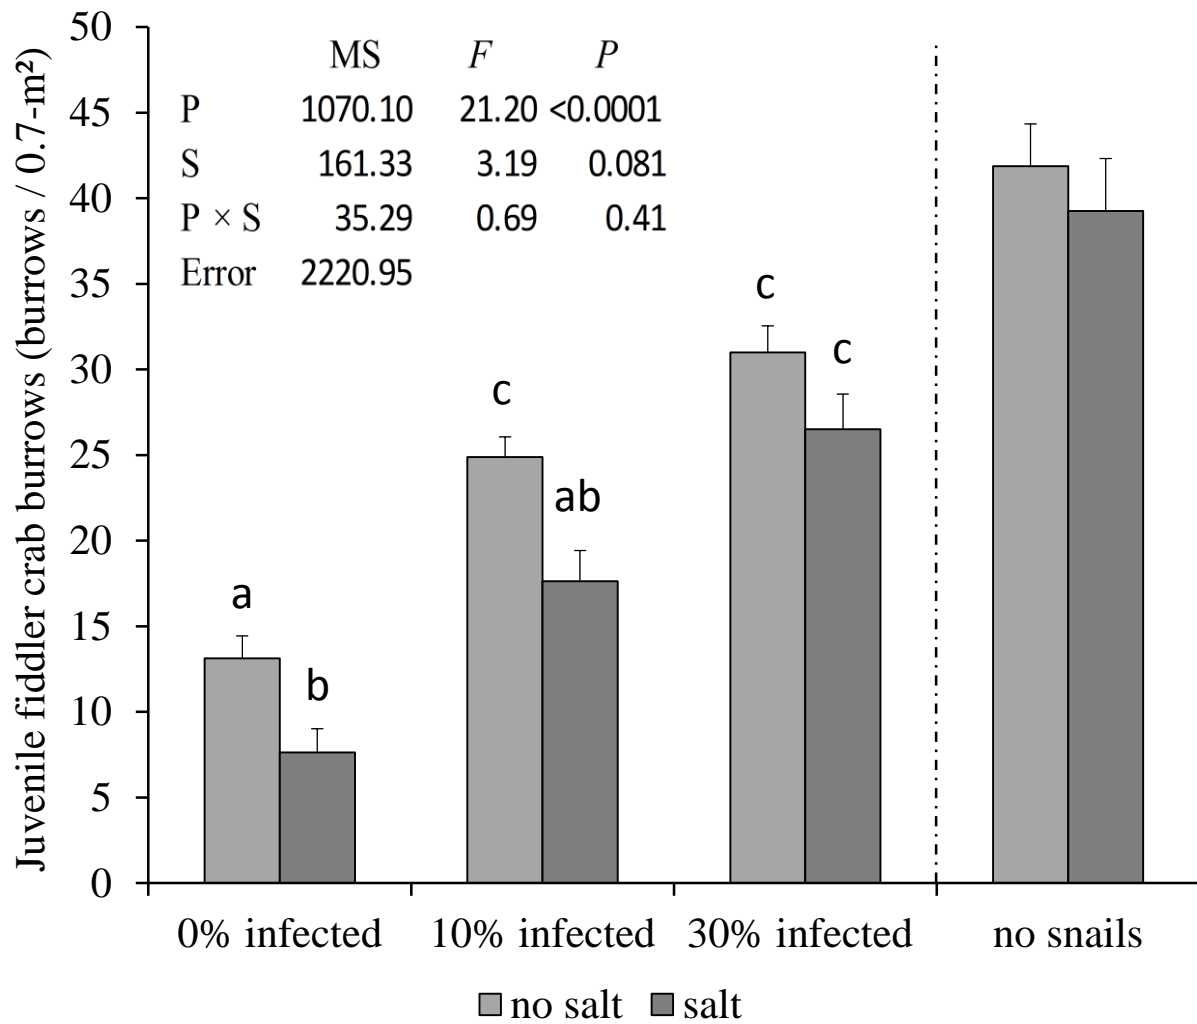 Juvenile fiddler crab burrows (burrows / 0.7-m²)
50
45
40
35
30
25
20
15
10
5
0
MS F P
P 1070.10 21.20 <0.0001
S 161.33 3.19 0.081
P × S 35.29 0.69 0.41
Error 2220.95
a
b
c
ab
c
c
0% infected 10% infected 30% infected no snails
no salt salt